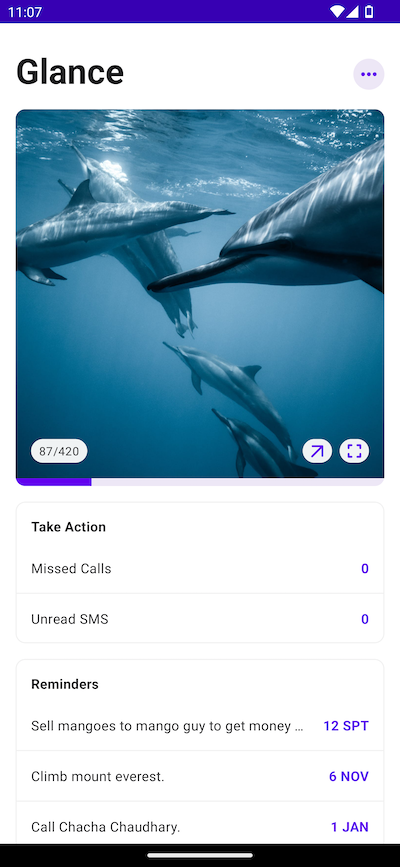 11:07
Glance
87/420
Take Action
Missed Calls 0
Unread SMS 0
Reminders
Sell mangoes to mango guy to get money ... 12 SPT
Climb mount everest. 6 NOV
Call Chacha Chaudhary. 1 JAN